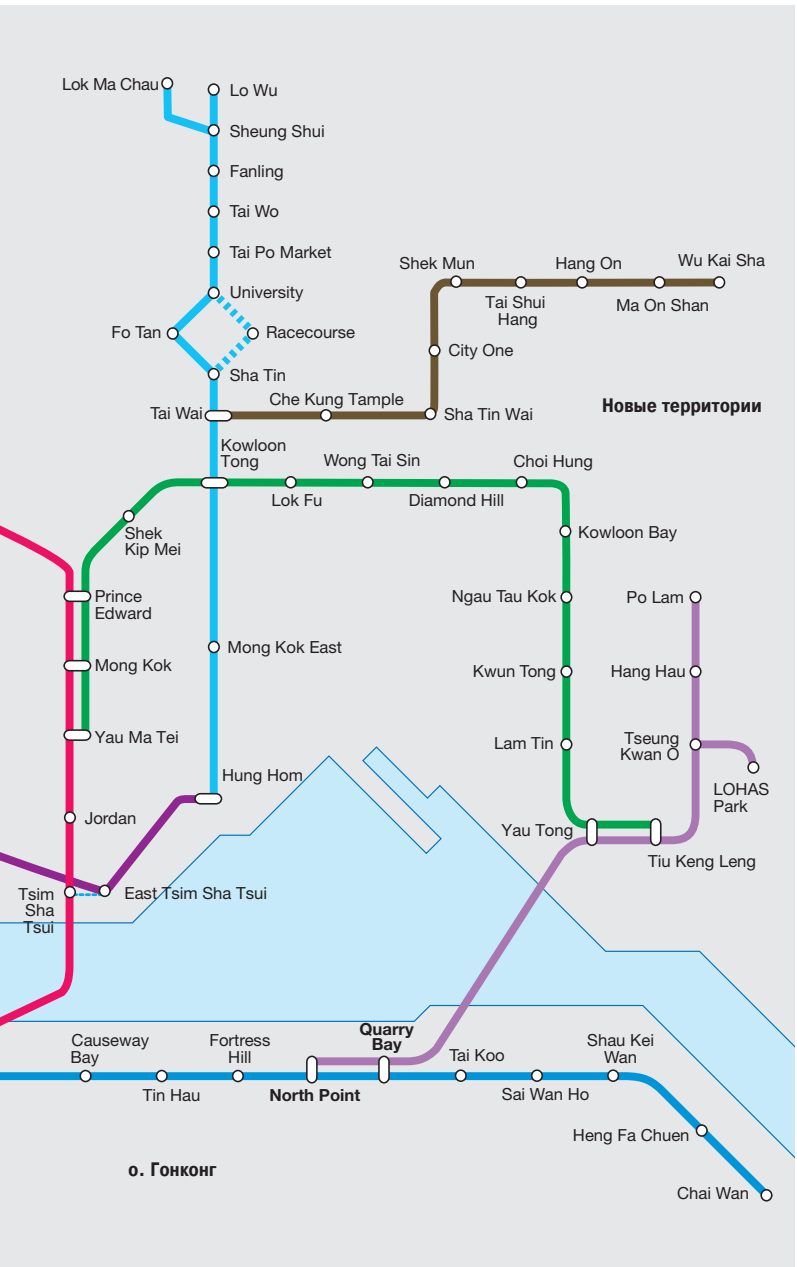 Lok Ma Chau
Lo Wu
Sheung Shui
Fanling
Tai Wo
Tai Po Market
University
Fo Tan
Racecourse
Sha Tin
Tai Wai
Che Kung Tample
Sha Tin Wai
City One
Shek Mun
Tai Shui
Hang
Hang On
Ma On Shan
Wu Kai Sha
Новые территории
Kowloon
Tong
Lok Fu
Wong Tai Sin
Diamond Hill
Choi Hung
Shek
Kip Mei
Kowloon Bay
Prince
Edward
Ngau Tau Kok
Po Lam
Mong Kok East
Mong Kok
Kwun Tong
Hang Hau
Yau Ma Tei
Lam Tin
Tseung
Kwan O
LOHAS
Park
Hung Hom
Jordan
Yau Tong
Tiu Keng Leng
Tsim
Sha
Tsui
East Tsim Sha Tsui
Causeway
Bay
Tin Hau
Fortress
Hill
North Point
Quarry
Bay
Tai Koo
Sai Wan Ho
Shau Kei
Wan
Heng Fa Chuen
Chai Wan
о. Гонконг